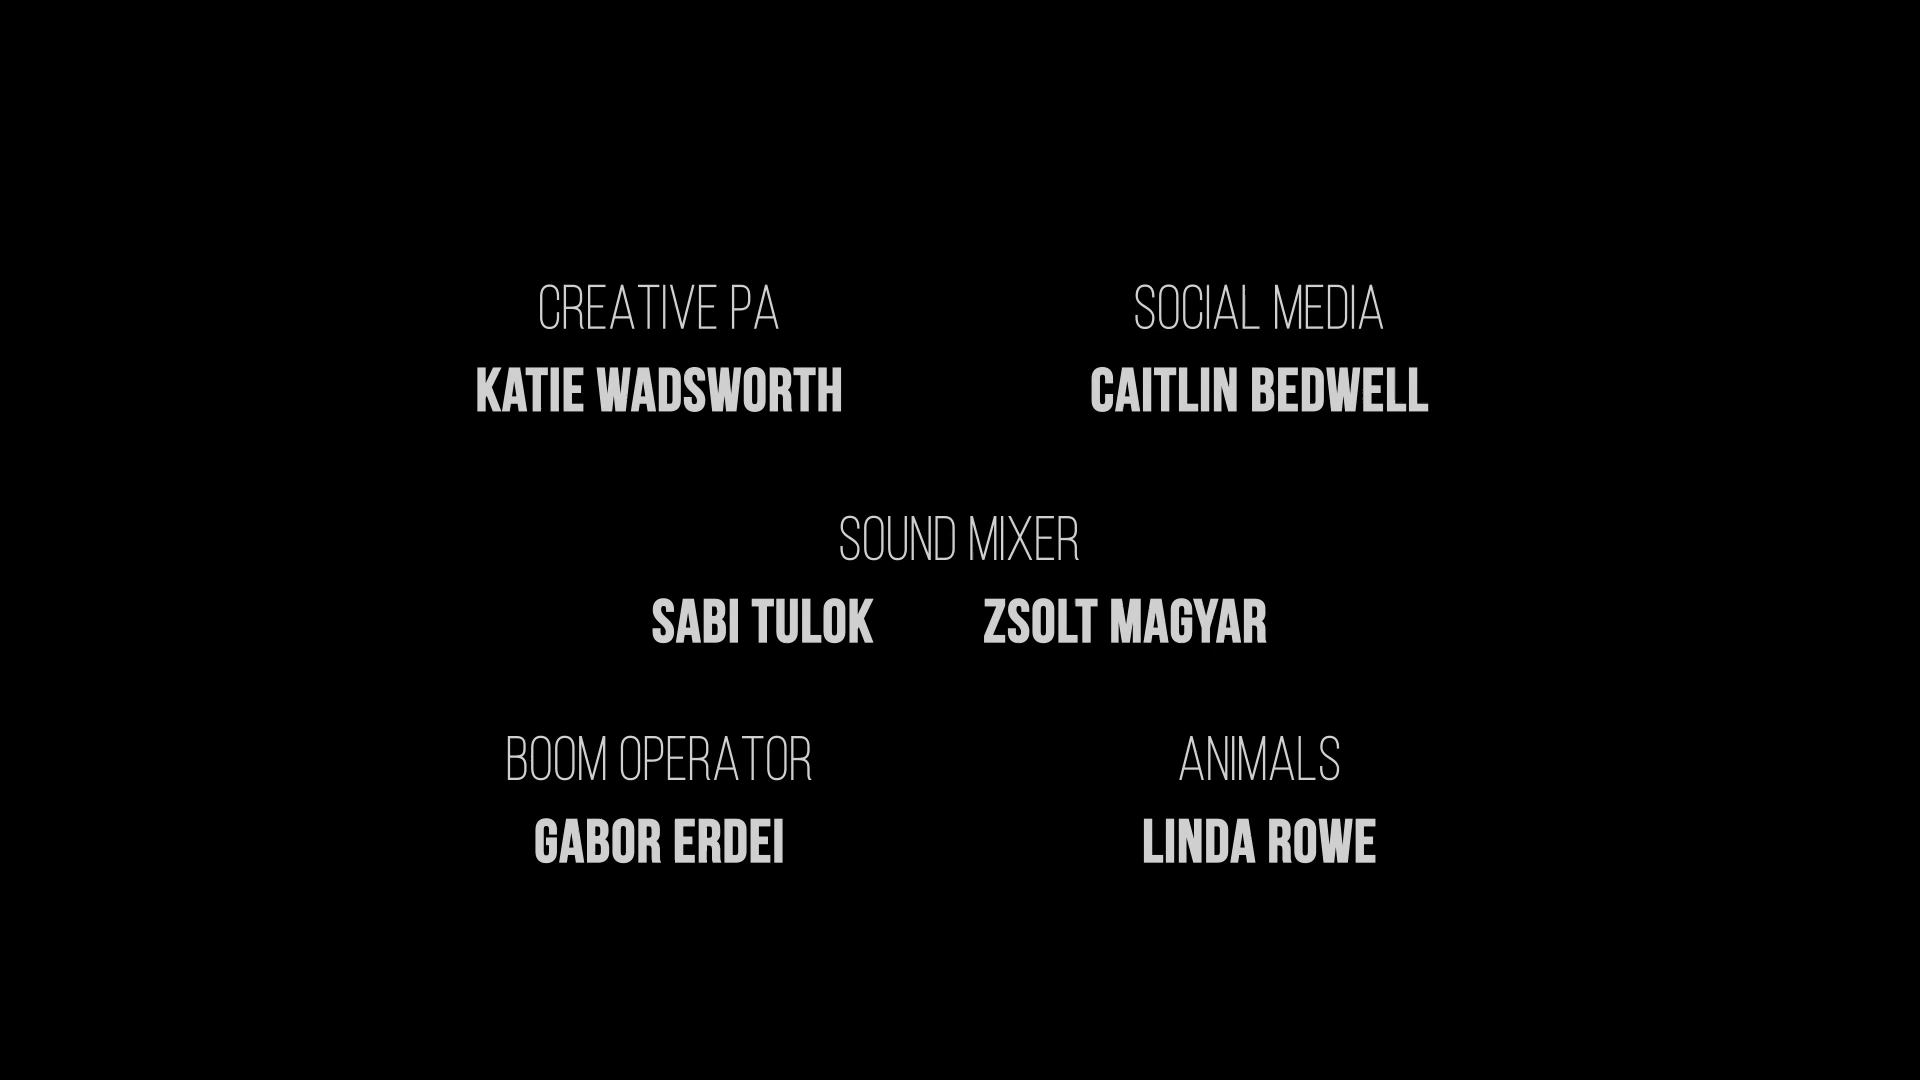 CREATIVE PA
KATIE WADSWORTH
SOCIAL MEDIA
CAITLIN BEDWELL
SOUND MIXER
SABI TULOK ZSOLT MAGYAR
BOOM OPERATOR
GABOR ERDEI
ANIMALS
LINDA ROWE